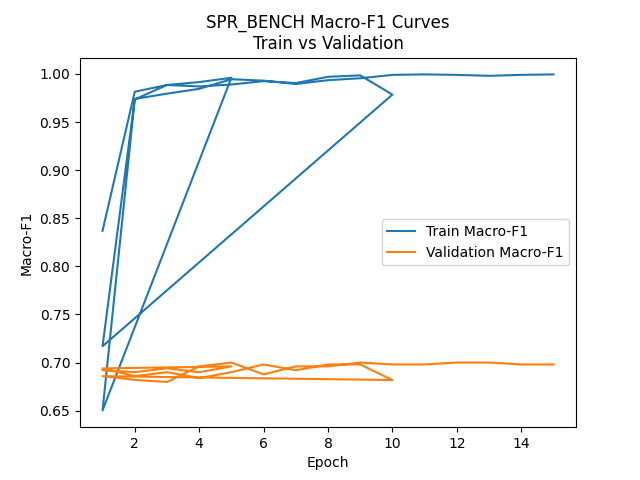 SPR_BENCH Macro-F1 Curves
Train vs Validation
Macro-F1
1.00
0.95
0.90
0.85
0.80
0.75
0.70
0.65
Train Macro-F1
Validation Macro-F1
2
4
6
8
10
12
14
Epoch